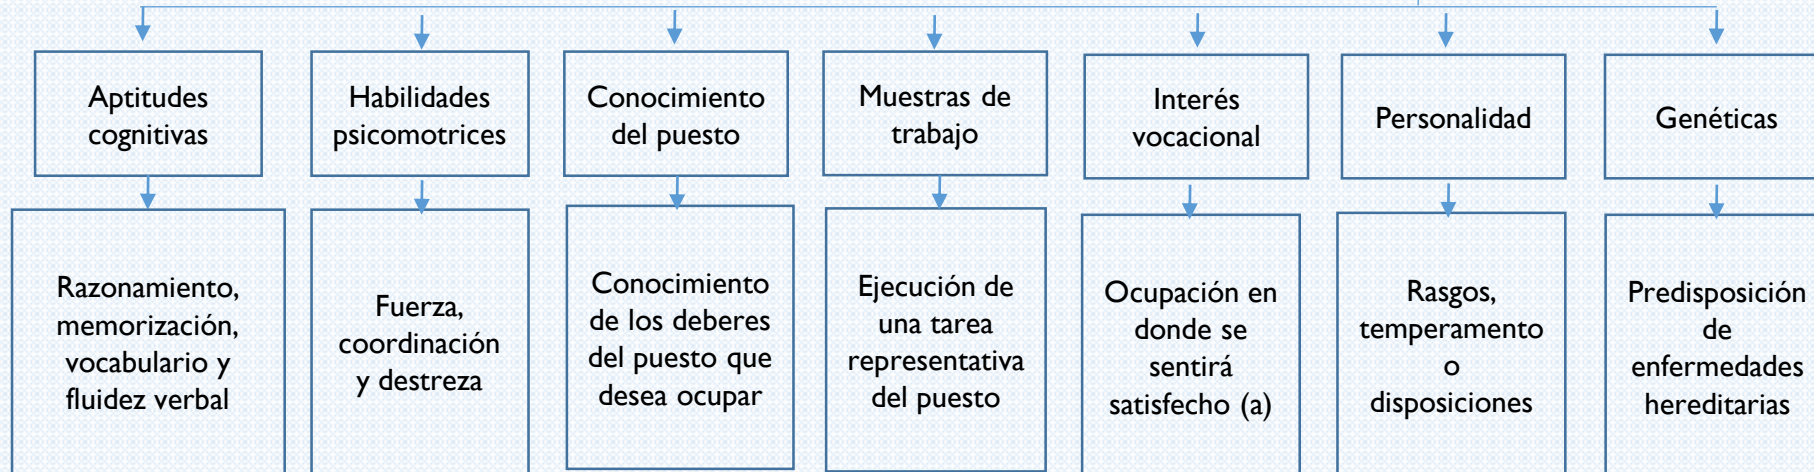 Aptitudes
cognitivas
Habilidades
psicomotrices
Conocimiento
del puesto
Muestras de
trabajo
Interés
vocacional
Personalidad
Genéticas
Razonamiento,
memorización,
vocabulario y
fluidez verbal
Fuerza,
coordinación
y destreza
Conocimiento
de los deberes
del puesto que
desea ocupar
Ejecución de
una tarea
representativa
del puesto
Ocupación en
donde se
sentirá
satisfecho (a)
Rasgos,
temperamento
o
disposiciones
Predisposición
de
enfermedades
hereditarias